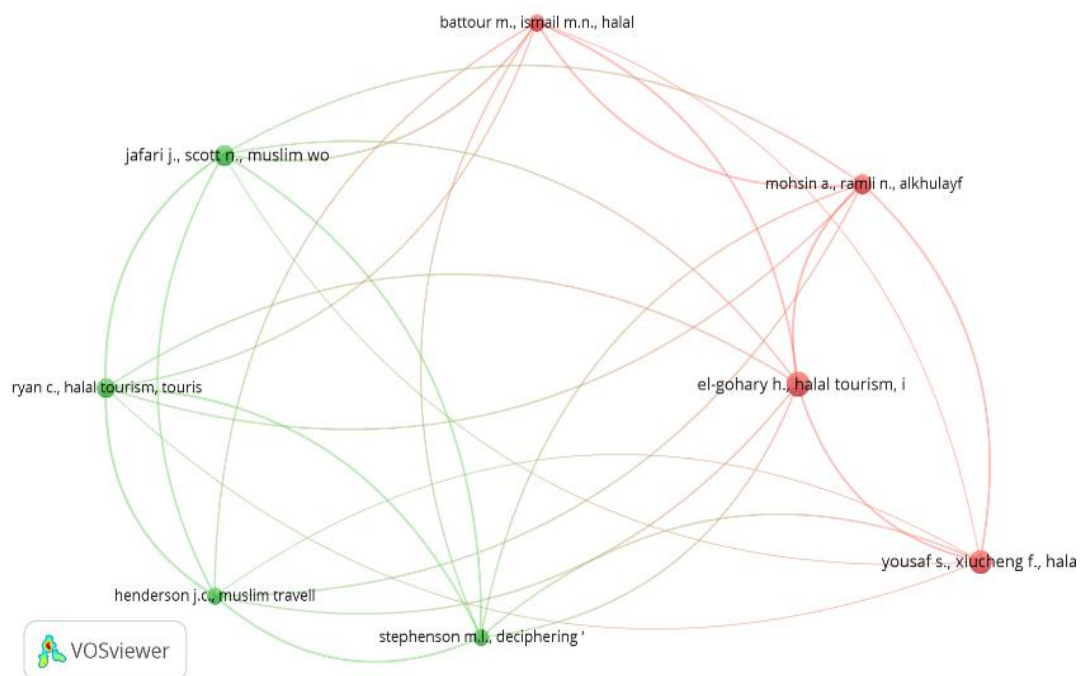 battour m., ismail m.n., halal
jafari j., scott n., muslim wo
mohsin a., ramli n., alkhulayf
ryan c., halal tourism, touris
el-gohary h., halal tourism, i
yousaf s., xiucheng f., hala
henderson j.c., muslim travell
stephenson m.l., deciphering ‘
VOSviewer